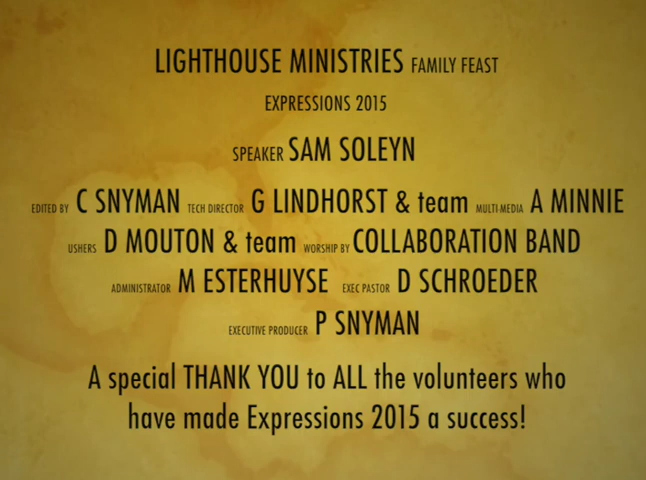 LIGHTHOUSE MINISTRIES FAMILY FEAST
EXPRESSIONS 2015
SPEAKER SAM SOLEYN
EDITED BY C SNYMAN TECH DIRECTOR G LINDHORST & team MULTI-MEDIA A MINNIE
USHERS D MOUTON & team WORSHIP BY COLLABORATION BAND
ADMINISTRATOR M ESTERHUYSE EXEC PASTOR D SCHROEDER
EXECUTIVE PRODUCER P SNYMAN
A special THANK YOU to ALL the volunteers who
have made Expressions 2015 a success!